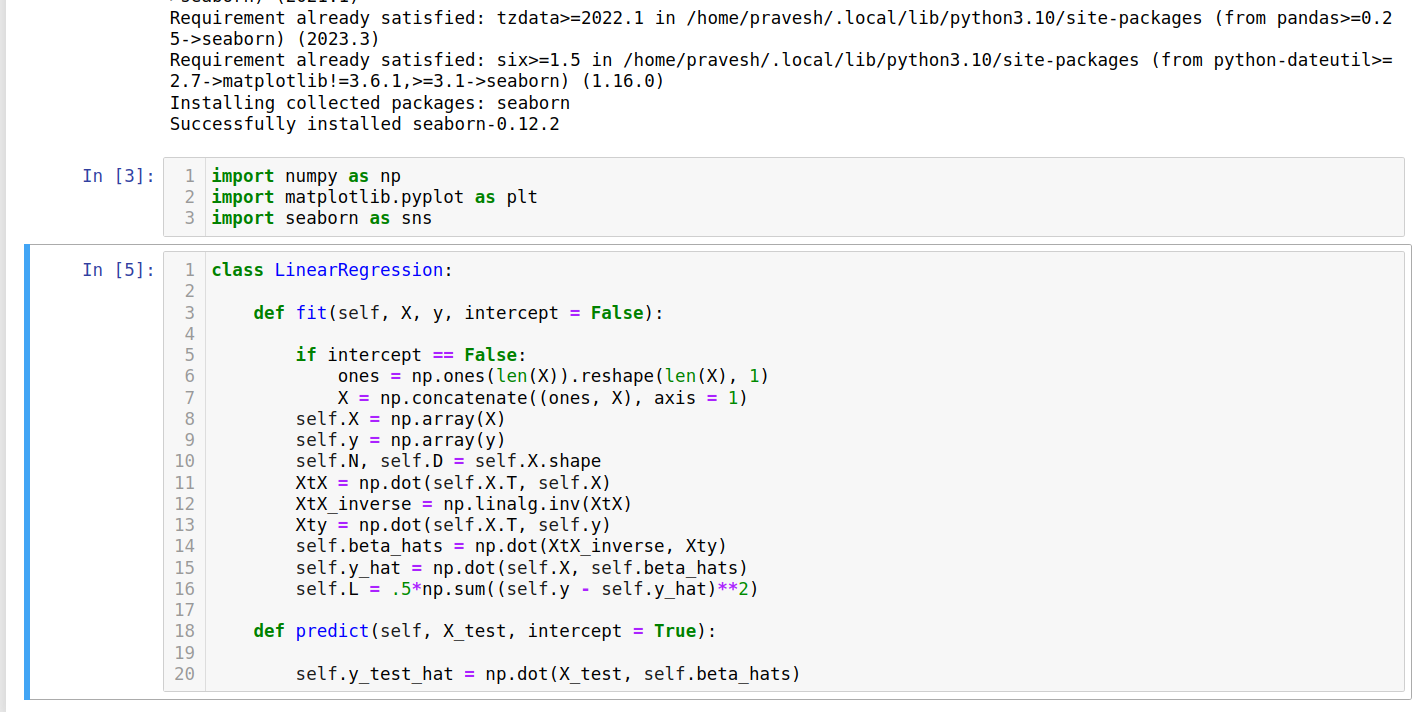 Requirement already satisfied: tzdata>=2022.1 in /home/pravesh/.local/lib/python3.10/site-packages (from pandas>=0.2
5->seaborn) (2023.3)
Requirement already satisfied: six>=1.5 in /home/pravesh/.local/lib/python3.10/site-packages (from python-dateutil>=
2.7->matplotlib!=3.6.1,>=3.1->seaborn) (1.16.0)
Installing collected packages: seaborn
Successfully installed seaborn-0.12.2
In [3]:
1 import numpy as np
2 import matplotlib.pyplot as plt
3 import seaborn as sns
In [5]:
1 class LinearRegression:
2
3     def fit(self, X, y, intercept = False):
4
5         if intercept == False:
6             ones = np.ones(len(X)).reshape(len(X), 1)
7             X = np.concatenate((ones, X), axis = 1)
8         self.X = np.array(X)
9         self.y = np.array(y)
10         self.N, self.D = self.X.shape
11         XtX = np.dot(self.X.T, self.X)
12         XtX_inverse = np.linalg.inv(XtX)
13         Xty = np.dot(self.X.T, self.y)
14         self.beta_hats = np.dot(XtX_inverse, Xty)
15         self.y_hat = np.dot(self.X, self.beta_hats)
16         self.L = .5*np.sum((self.y - self.y_hat)**2)
17
18     def predict(self, X_test, intercept = True):
19
20         self.y_test_hat = np.dot(X_test, self.beta_hats)